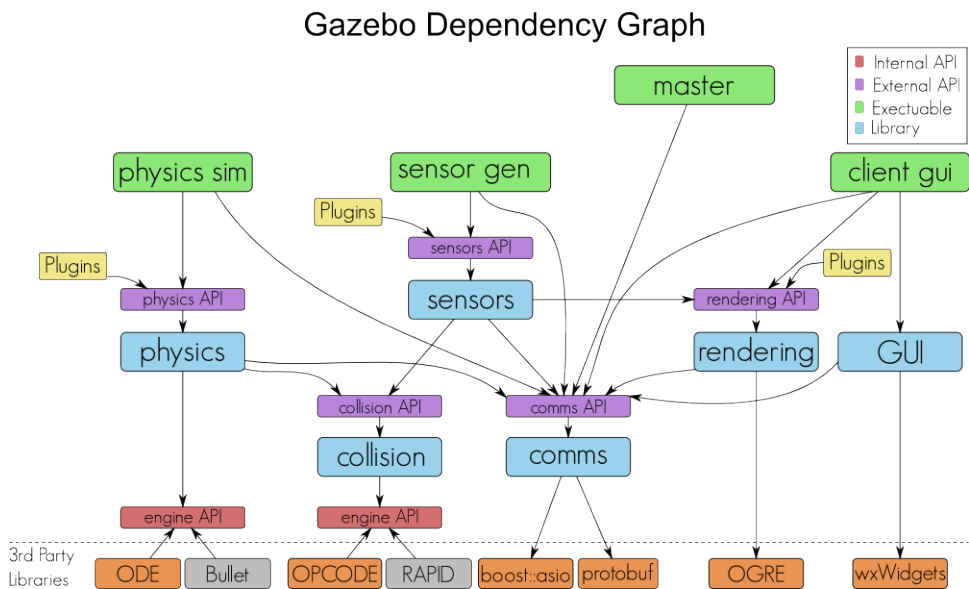 Gazebo Dependency Graph
Internal API
External API
Exectuable
Library
master
physics sim
sensor gen
client gui
Plugins
sensors API
Plugins
Plugins
physics API
sensors
rendering API
physics
rendering
GUI
collision API
comms API
collision
comms
engine API
engine API
3rd Party
Libraries
ODE
Bullet
OPCODE
RAPID
boost::asio
protobuf
OGRE
wxWidgets